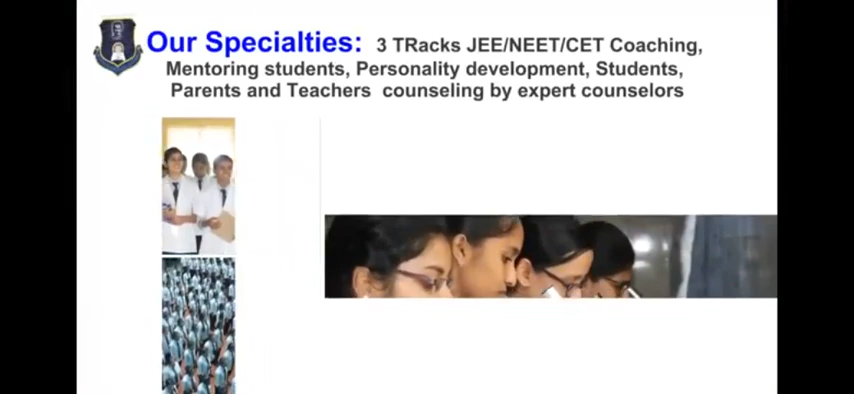 Our Specialties: 3 TRacks JEE/NEET/CET Coaching,
Mentoring students, Personality development, Students,
Parents and Teachers counseling by expert counselors